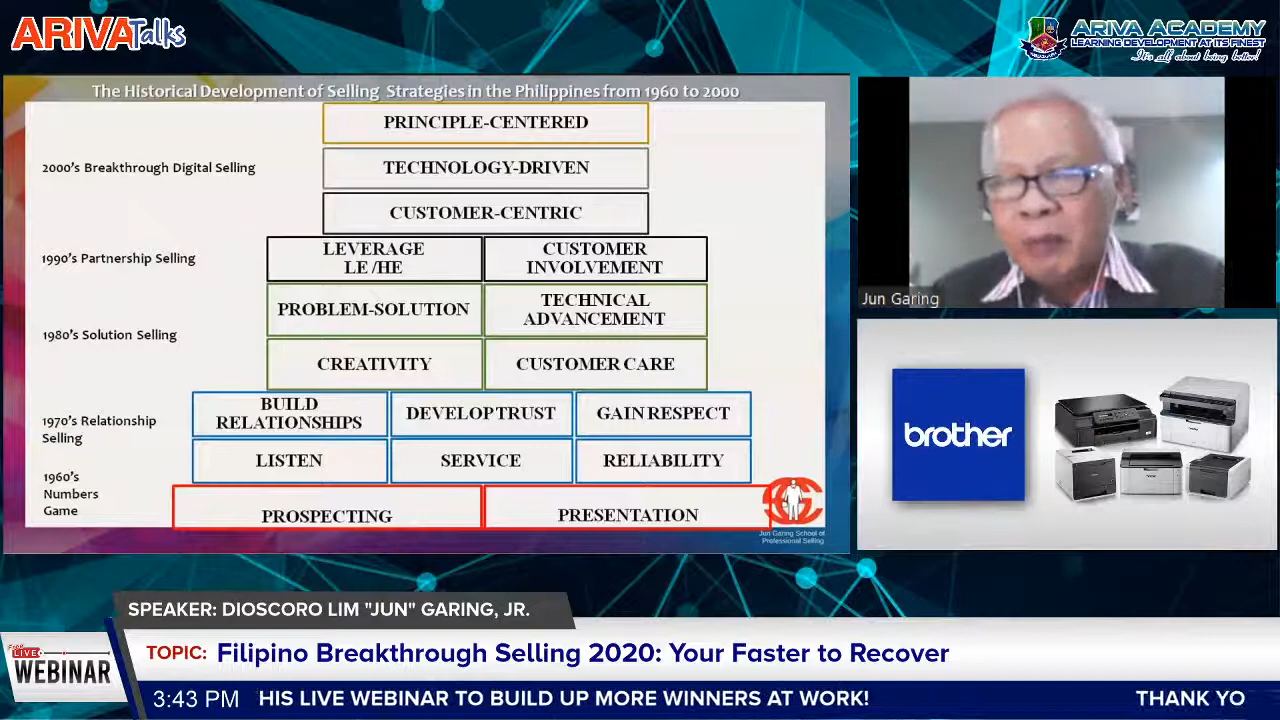 ARIVATalks
ARIVA ACADEMY
LEARNING DEVELOPMENT AT ITS FINEST
It's all about being better!
The Historical Development of Selling Strategies in the Philippines from 1960 to 2000
PRINCIPLE-CENTERED
2000's Breakthrough Digital Selling
TECHNOLOGY-DRIVEN
CUSTOMER-CENTRIC
1990's Partnership Selling
LEVERAGE
LE /HE
CUSTOMER
INVOLVEMENT
1980's Solution Selling
PROBLEM-SOLUTION
TECHNICAL
ADVANCEMENT
CREATIVITY
CUSTOMER CARE
1970's Relationship
Selling
BUILD
RELATIONSHIPS
DEVELOP TRUST
GAIN RESPECT
LISTEN
SERVICE
RELIABILITY
1960's
Numbers
Game
PROSPECTING
PRESENTATION
Jun Garing School of
Professional Selling
Jun Garing
brother
SPEAKER: DIOSCORO LIM "JUN" GARING, JR.
Free
LIVE
WEBINAR
TOPIC: Filipino Breakthrough Selling 2020: Your Faster to Recover
3:43 PM
HIS LIVE WEBINAR TO BUILD UP MORE WINNERS AT WORK!
THANK YO